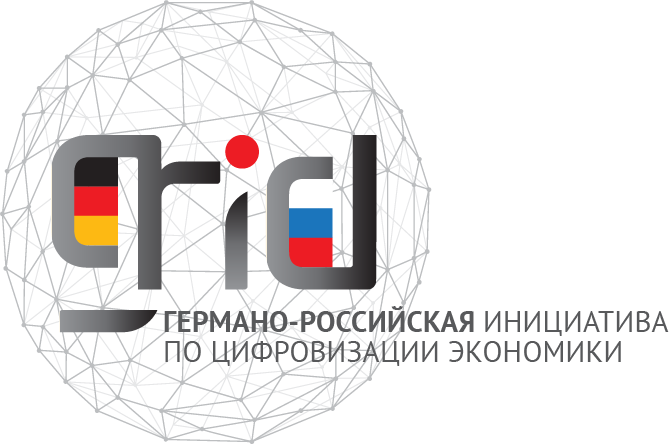 grid
ГЕРМАНО-РОССИЙСКАЯ ИНИЦИАТИВА
ПО ЦИФРОВИЗАЦИИ ЭКОНОМИКИ